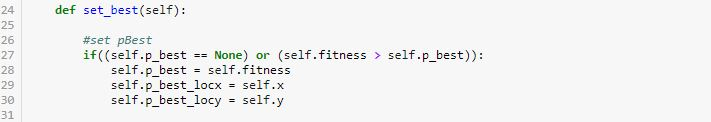 24     def set_best(self):
25
26         #set pBest
27         if((self.p_best == None) or (self.fitness > self.p_best)):
28             self.p_best = self.fitness
29             self.p_best_locx = self.x
30             self.p_best_locy = self.y
31